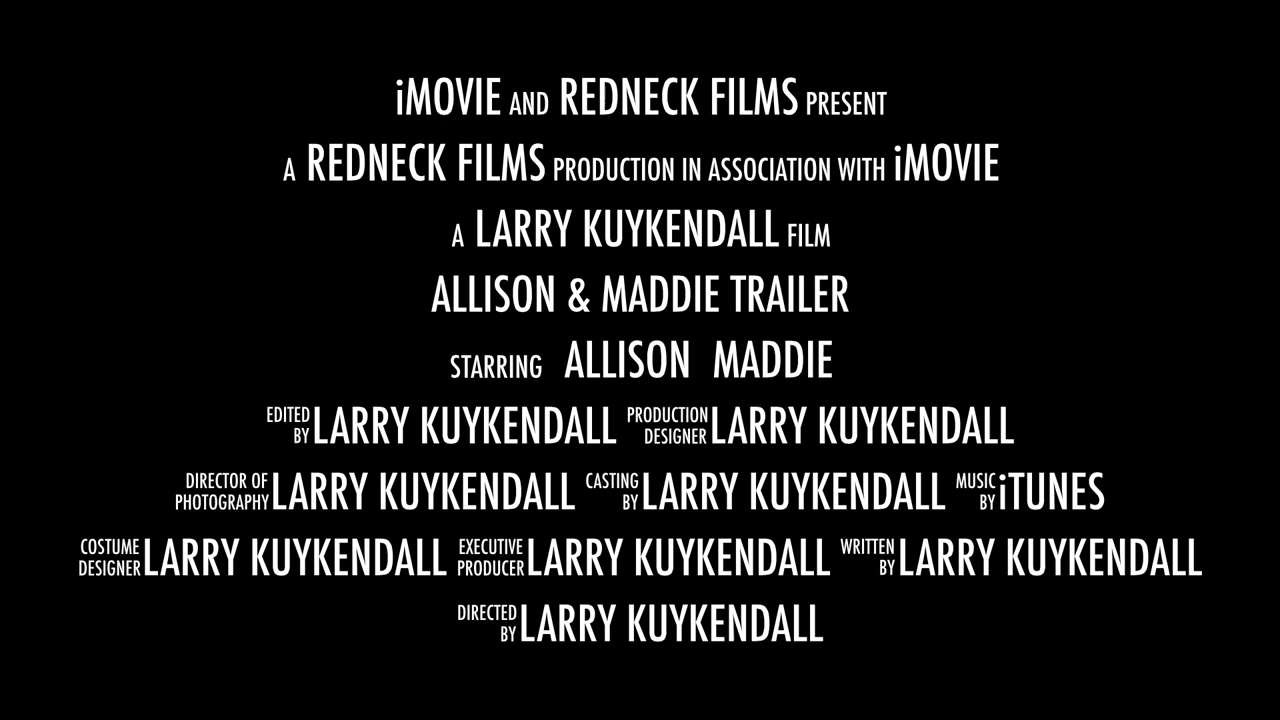 iMOVIE AND REDNECK FILMS PRESENT
A REDNECK FILMS PRODUCTION IN ASSOCIATION WITH iMOVIE
A LARRY KUYKENDALL FILM
ALLISON & MADDIE TRAILER
STARRING ALLISON MADDIE
EDITED BY LARRY KUYKENDALL PRODUCTION DESIGNER LARRY KUYKENDALL
DIRECTOR OF PHOTOGRAPHY LARRY KUYKENDALL CASTING BY LARRY KUYKENDALL MUSIC BY iTUNES
COSTUME DESIGNER LARRY KUYKENDALL EXECUTIVE PRODUCER LARRY KUYKENDALL WRITTEN BY LARRY KUYKENDALL
DIRECTED BY LARRY KUYKENDALL